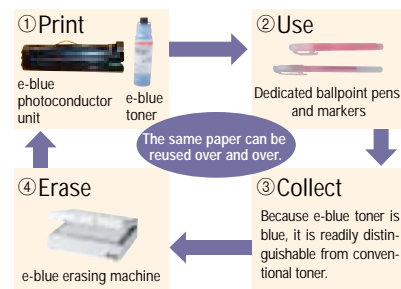 ①Print
e-blue
photoconductor
unit
e-blue
toner
②Use
Dedicated ballpoint pens
and markers
The same paper can be
reused over and over.
③Collect
Because e-blue toner is
blue, it is readily distin-
guishable from conven-
tional toner.
④Erase
e-blue erasing machine